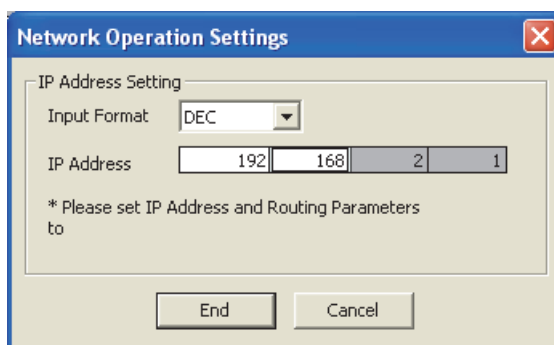 Network Operation Settings
IP Address Setting
Input Format DEC
IP Address 192 168 2 1
* Please set IP Address and Routing Parameters
to
End Cancel